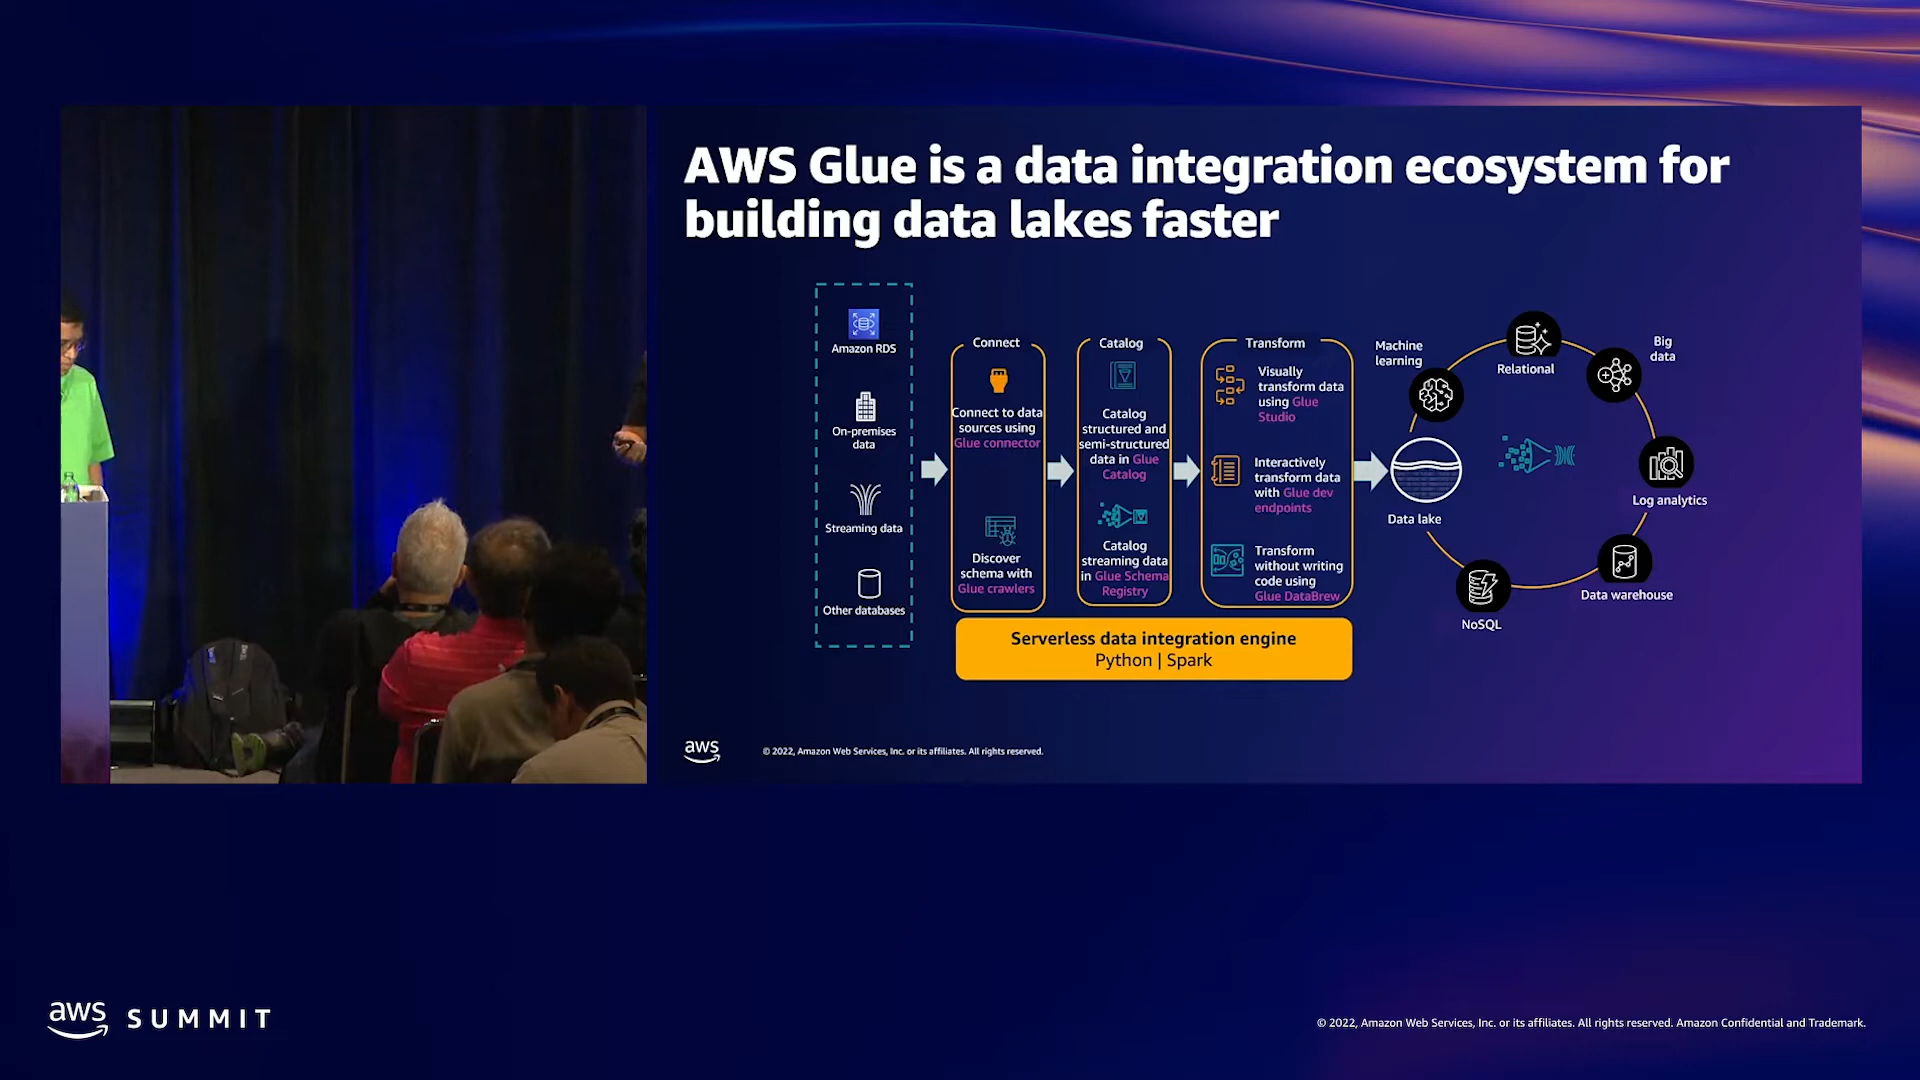 AWS Glue is a data integration ecosystem for
building data lakes faster
Amazon RDS
On-premises
data
Streaming data
Other databases
Connect
Connect to data
sources using
Glue connector
Discover
schema with
Glue crawlers
Catalog
Catalog
structured and
semi-structured
data in Glue
Catalog
Catalog
streaming data
in Glue Schema
Registry
Transform
Visually
transform data
using Glue
Studio
Interactively
transform data
with Glue dev
endpoints
Transform
without writing
code using
Glue DataBrew
Serverless data integration engine
Python | Spark
Machine
learning
Relational
Big
data
Log analytics
Data warehouse
NoSQL
Data lake
aws
© 2022, Amazon Web Services, Inc. or its affiliates. All rights reserved.
aws SUMMIT
© 2022, Amazon Web Services, Inc. or its affiliates. All rights reserved. Amazon Confidential and Trademark.